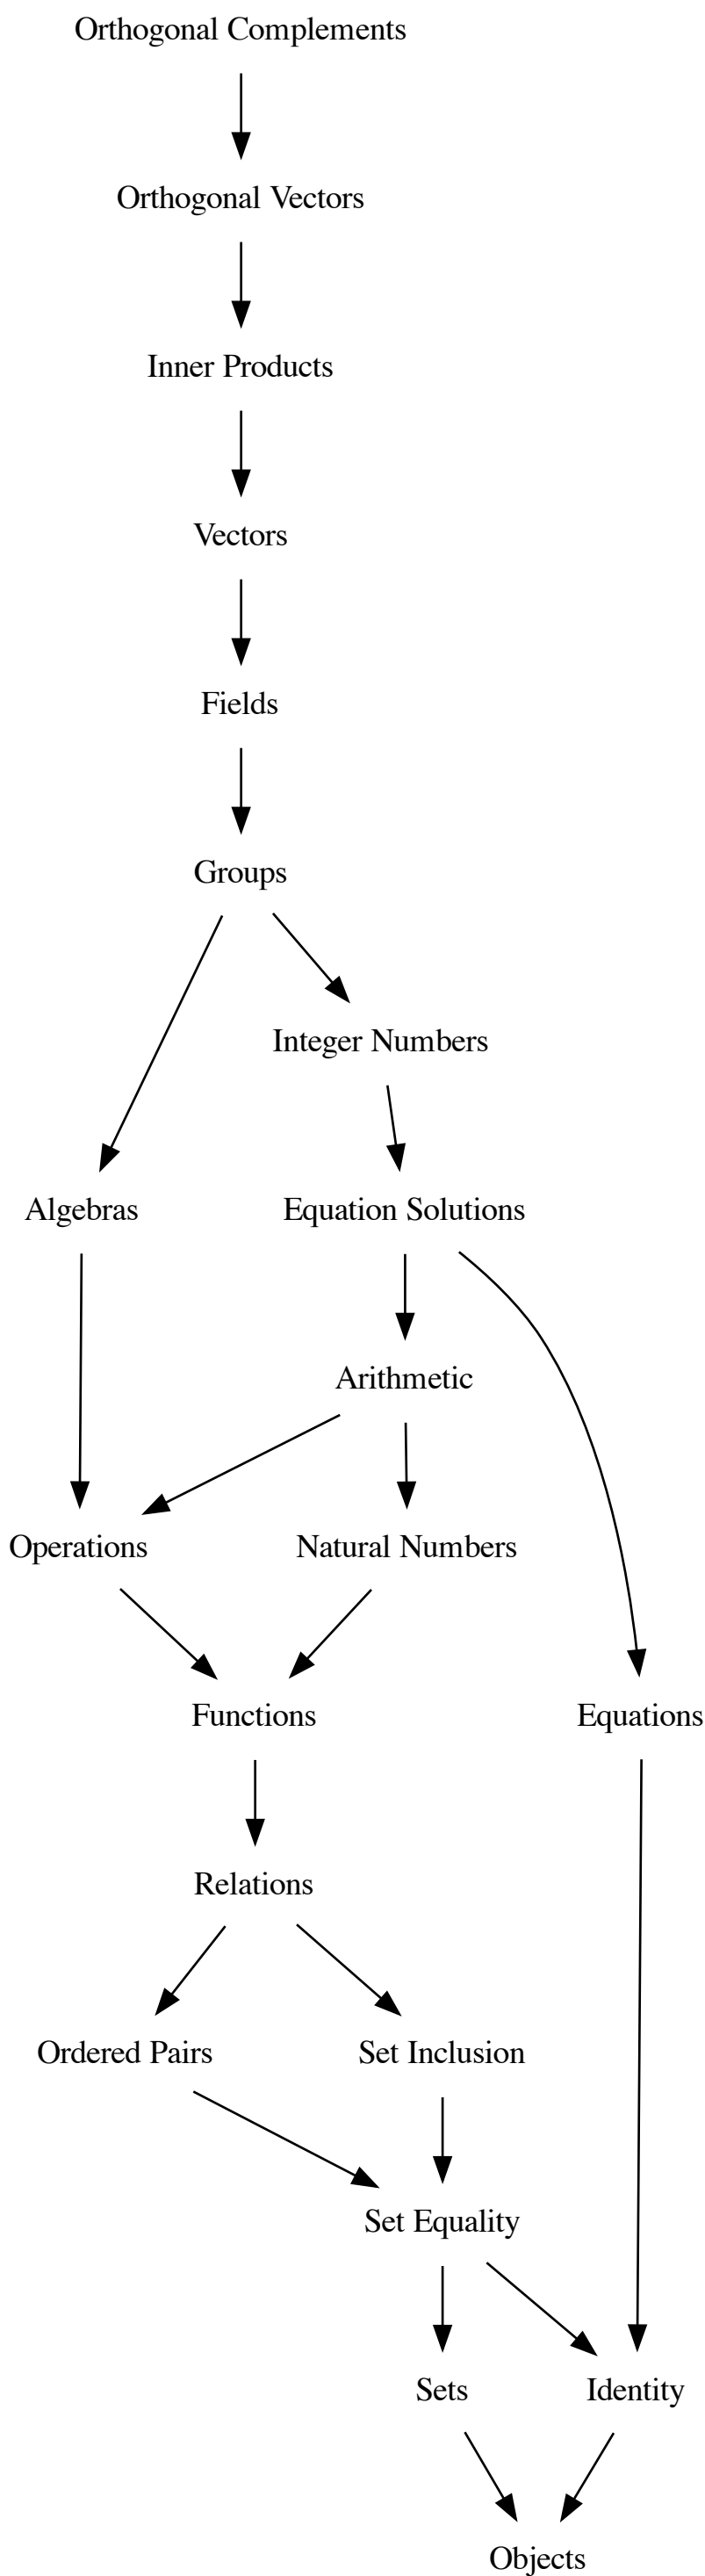 Orthogonal Complements
Orthogonal Vectors
Inner Products
Vectors
Fields
Groups
Integer Numbers
Algebras
Equation Solutions
Arithmetic
Operations
Natural Numbers
Functions
Equations
Relations
Ordered Pairs
Set Inclusion
Set Equality
Sets
Identity
Objects